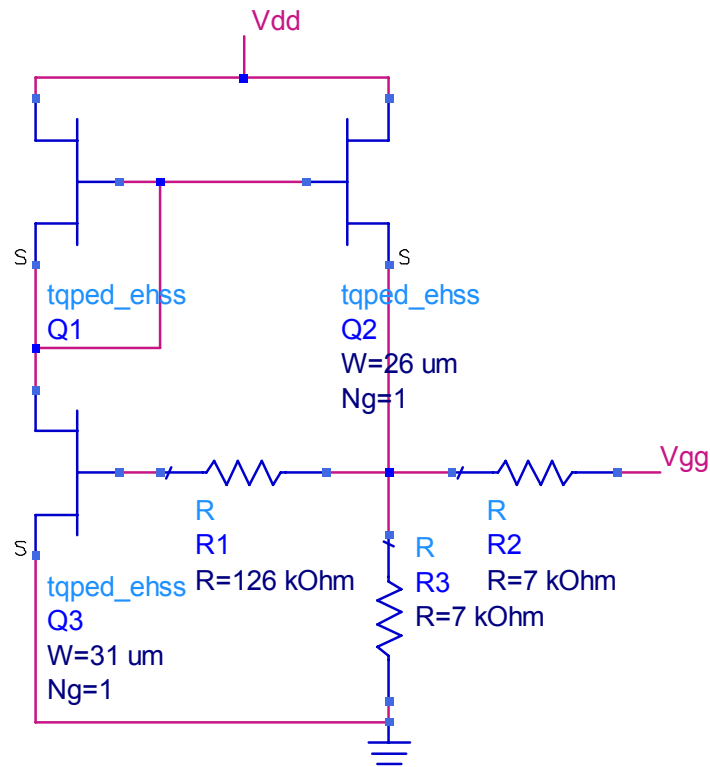 Vdd
S
tqped_ehss
Q1
S
tqped_ehss
Q2
W=26 um
Ng=1
Vgg
R
R1
R=126 kOhm
R
R2
R=7 kOhm
R
R3
R=7 kOhm
S
tqped_ehss
Q3
W=31 um
Ng=1